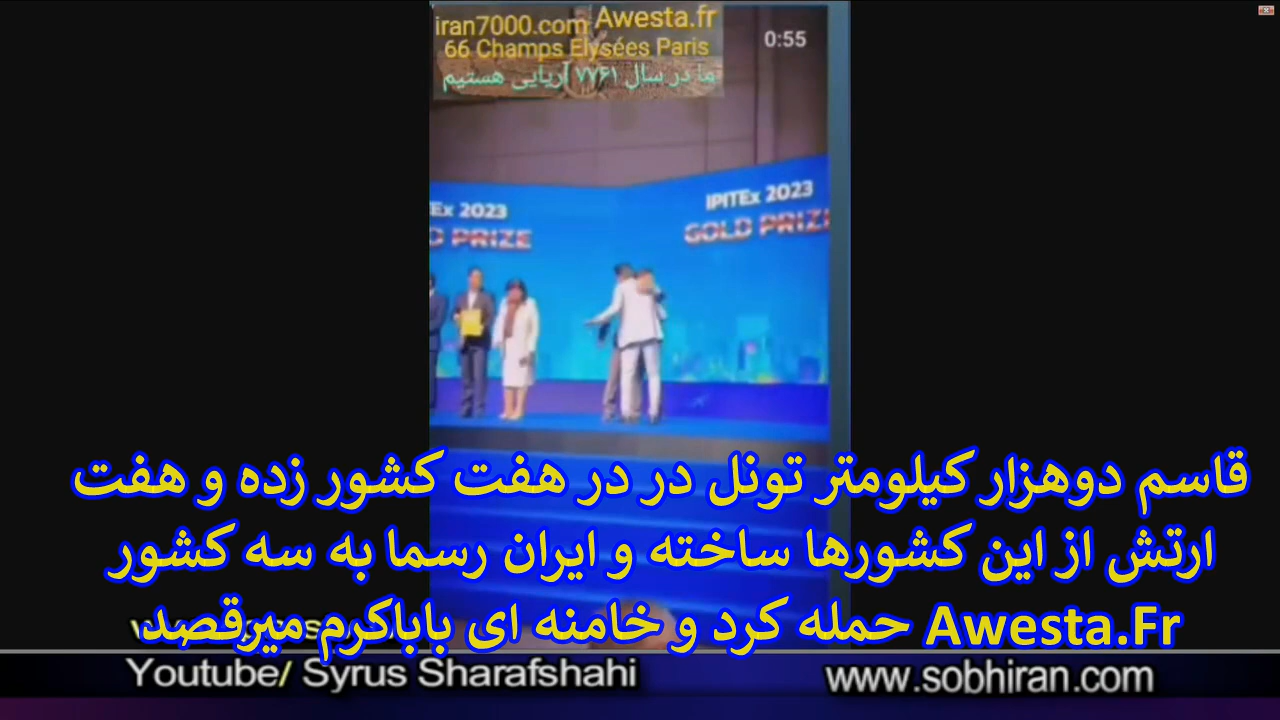 iran7000.com Awesta.fr
66 Champs Elysées Paris
ما در سال ۷۷۶۱ آریایی هستیم
0:55
Ex 2023
D PRIZE
IPITEx 2023
GOLD PRIZE
قاسم دوهزار کیلومتر تونل در در هفت کشور زده و هفت
ارتش از این کشورها ساخته و ایران رسما به سه کشور
حمله کرد و خامنه ای باباکرم میرقصد Awesta.Fr
Youtube/ Syrus Sharafshahi
www.sobhiran.com